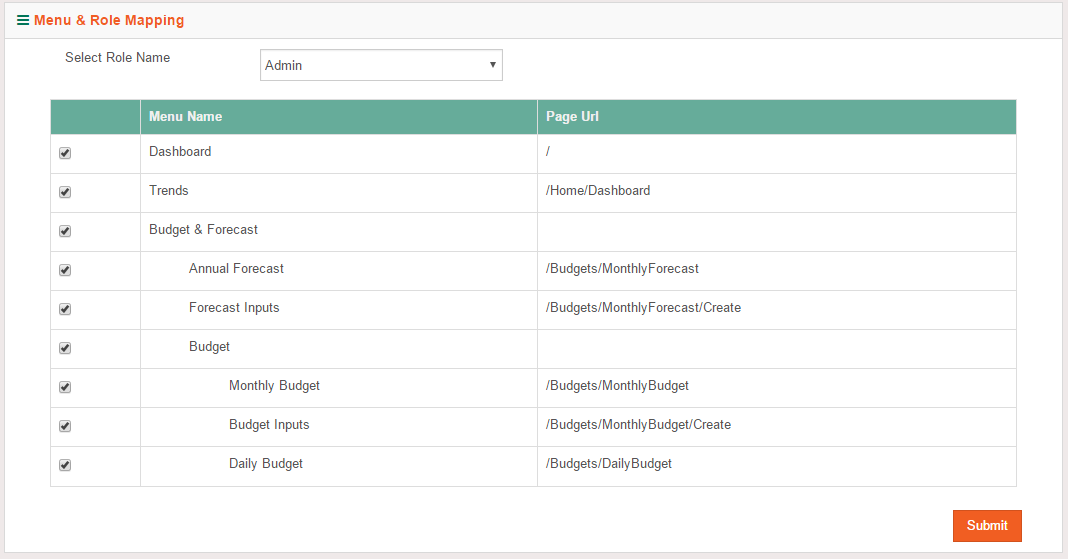 Menu & Role Mapping
Select Role Name
Admin
Menu Name Page Url
Dashboard /
Trends /Home/Dashboard
Budget & Forecast
Annual Forecast /Budgets/MonthlyForecast
Forecast Inputs /Budgets/MonthlyForecast/Create
Budget
Monthly Budget /Budgets/MonthlyBudget
Budget Inputs /Budgets/MonthlyBudget/Create
Daily Budget /Budgets/DailyBudget
Submit